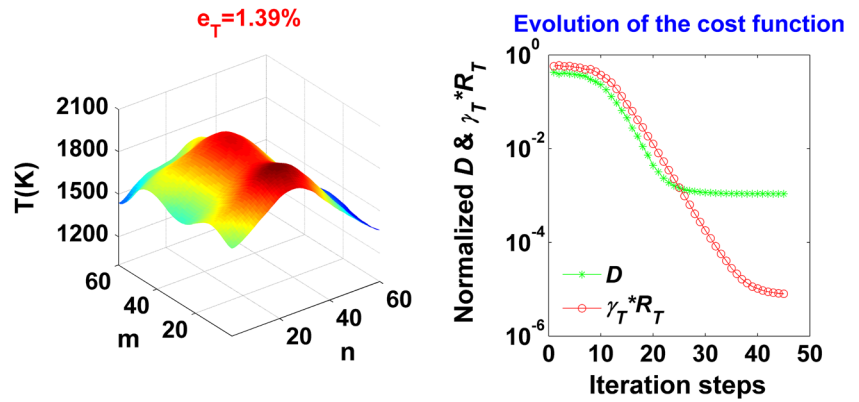 e_T=1.39%
T(K)
2100
1800
1500
1200
60
40
20
m
20
40
60
n
Evolution of the cost function
Normalized D & γ_T*R_T
10^0
10^-2
10^-4
10^-6
D
γ_T*R_T
0 10 20 30 40 50
Iteration steps